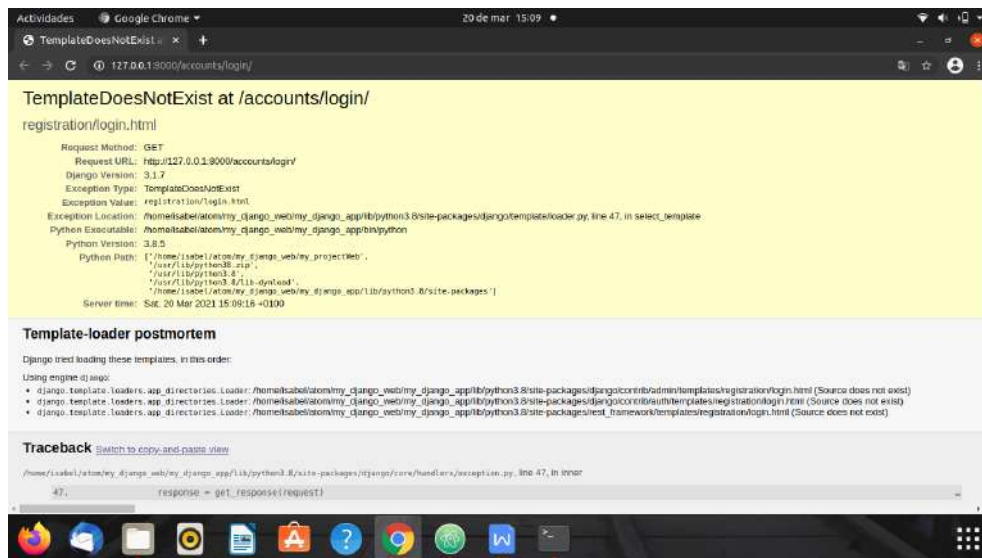 Actividades Google Chrome 20 de mar 15:09
TemplateDoesNotExist a
127.0.0.1:8000/accounts/login/
TemplateDoesNotExist at /accounts/login/
registration/login.html
Request Method: GET
Request URL: http://127.0.0.1:8000/accounts/login/
Django Version: 3.1.7
Exception Type: TemplateDoesNotExist
Exception Value: registration/login.html
Exception Location: /home/isabel/atom/my_django_web/my_django_app/lib/python3.8/site-packages/django/template/loader.py, line 47, in select_template
Python Executable: /home/isabel/atom/my_django_web/my_django_app/bin/python
Python Version: 3.8.5
Python Path: ['/home/isabel/atom/my_django_web/my_projectWeb',
'/usr/lib/python38.zip',
'/usr/lib/python3.8',
'/usr/lib/python3.8/lib-dynload',
'/home/isabel/atom/my_django_web/my_django_app/lib/python3.8/site-packages']
Server time: Sat, 20 Mar 2021 15:09:16 +0100
Template-loader postmortem
Django tried loading these templates, in this order:
Using engine django:
django.template.loaders.app_directories.Loader: /home/isabel/atom/my_django_web/my_django_app/lib/python3.8/site-packages/django/contrib/admin/templates/registration/login.html (Source does not exist)
django.template.loaders.app_directories.Loader: /home/isabel/atom/my_django_web/my_django_app/lib/python3.8/site-packages/django/contrib/auth/templates/registration/login.html (Source does not exist)
django.template.loaders.app_directories.Loader: /home/isabel/atom/my_django_web/my_django_app/lib/python3.8/site-packages/rest_framework/templates/registration/login.html (Source does not exist)
Traceback Switch to copy-and-paste view
/home/isabel/atom/my_django_web/my_django_app/lib/python3.8/site-packages/django/core/handlers/exception.py, line 47, in inner
47. response = get_response(request)